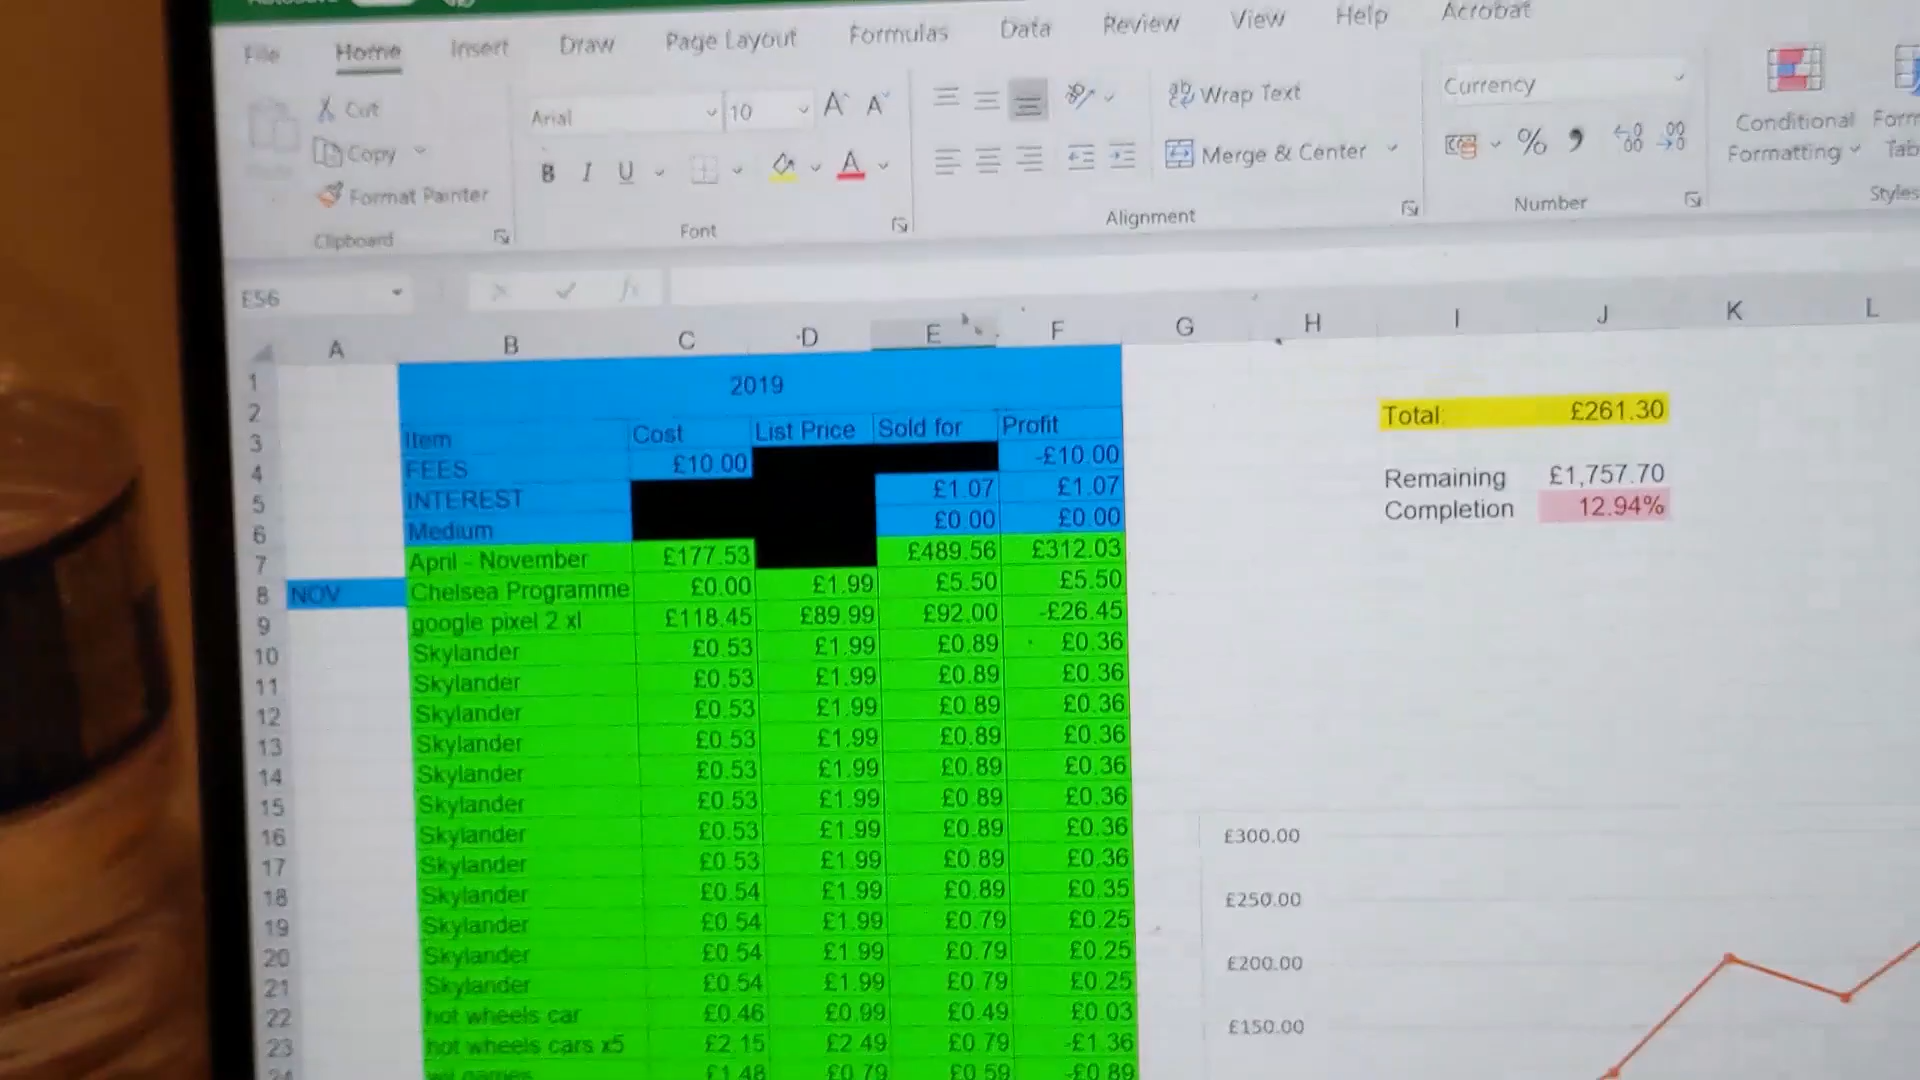 File Home Insert Draw Page Layout Formulas Data Review View Help Acrobat
Cut
Copy
Format Painter
Clipboard
Arial 10
B I U
Font
Wrap Text
Merge & Center
Alignment
Currency
%
Number
Conditional
Formatting
Styles
E56 fx
A B C D E F G H I J K L
1 2019
2
3 Item Cost List Price Sold for Profit
4 FEES £10.00 -£10.00
5 INTEREST £1.07 £1.07
6 Medium £0.00 £0.00
7 April - November £177.53 £489.56 £312.03
8 NOV Chelsea Programme £0.00 £1.99 £5.50 £5.50
9 google pixel 2 xl £118.45 £89.99 £92.00 -£26.45
10 Skylander £0.53 £1.99 £0.89 £0.36
11 Skylander £0.53 £1.99 £0.89 £0.36
12 Skylander £0.53 £1.99 £0.89 £0.36
13 Skylander £0.53 £1.99 £0.89 £0.36
14 Skylander £0.53 £1.99 £0.89 £0.36
15 Skylander £0.53 £1.99 £0.89 £0.36
16 Skylander £0.53 £1.99 £0.89 £0.36
17 Skylander £0.53 £1.99 £0.89 £0.36
18 Skylander £0.54 £1.99 £0.89 £0.35
19 Skylander £0.54 £1.99 £0.79 £0.25
20 Skylander £0.54 £1.99 £0.79 £0.25
21 Skylander £0.54 £1.99 £0.79 £0.25
22 hot wheels car £0.46 £0.99 £0.49 £0.03
23 hot wheels cars x5 £2.15 £2.49 £0.79 -£1.36
24 £1.48 £0.79 £0.59 -£0.89
Total: £261.30
Remaining £1,757.70
Completion 12.94%
£300.00
£250.00
£200.00
£150.00